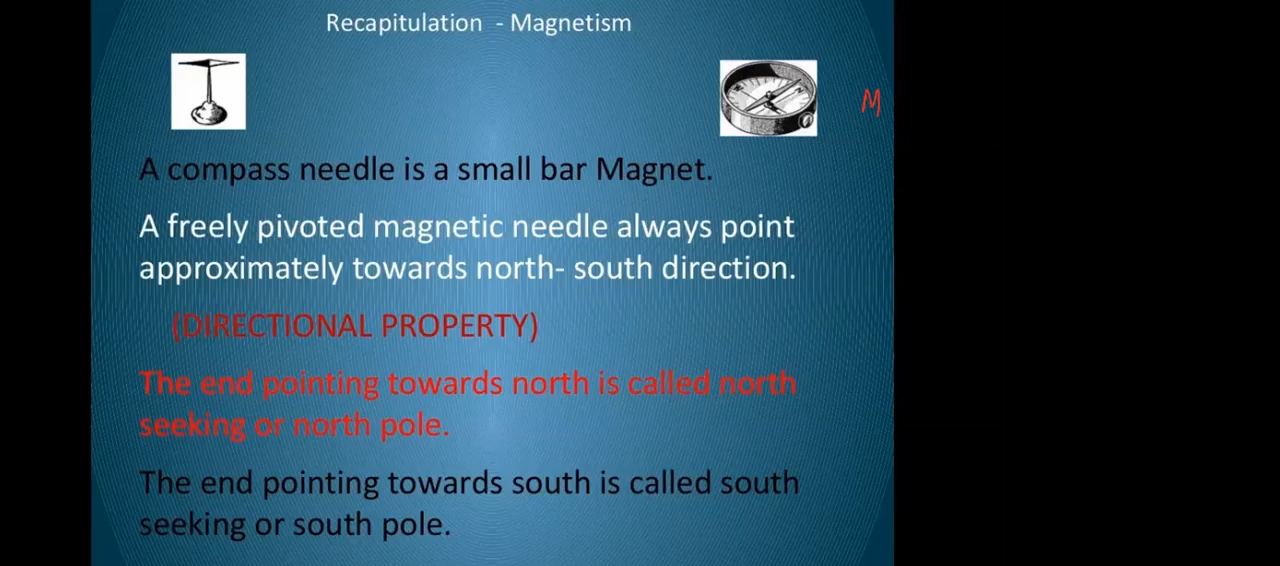 Recapitulation - Magnetism
M
A compass needle is a small bar Magnet.
A freely pivoted magnetic needle always point
approximately towards north- south direction.
(DIRECTIONAL PROPERTY)
The end pointing towards north is called north
seeking or north pole.
The end pointing towards south is called south
seeking or south pole.